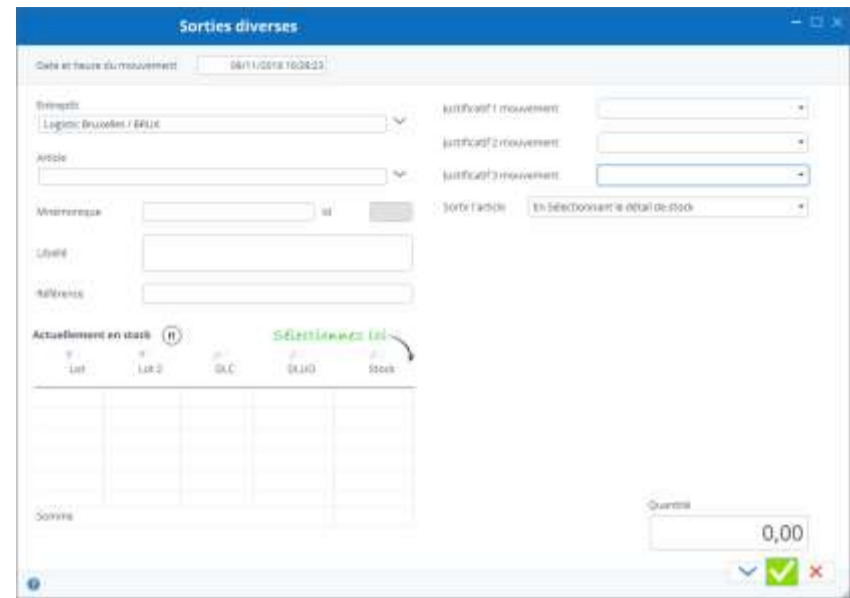 Sorties diverses
Date et heure du mouvement
Entrepôt
Logistic Bruxelles / BRUX
Article
Mnémonique
Id
Libellé
Référence
Justificatif 1 mouvement
Justificatif 2 mouvement
Justificatif 3 mouvement
Sortir l'article En Sélectionnant le détail de stock
Actuellement en stock
Sélectionnez ici
Lot Lot 2 DLC DLUO Stock
Somme
Quantité
0,00